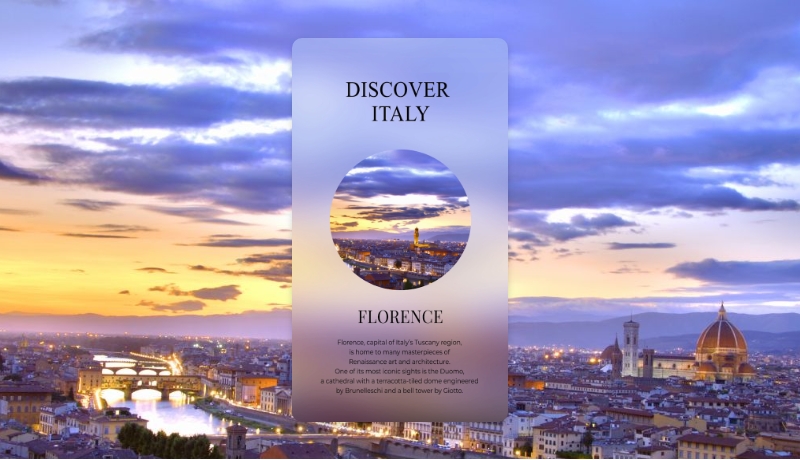 DISCOVER
ITALY
FLORENCE
Florence, capital of Italy's Tuscany region,
is home to many masterpieces of
Renaissance art and architecture.
One of its most iconic sights is the Duomo,
a cathedral with a terracotta-tiled dome engineered
by Brunelleschi and a bell tower by Giotto.